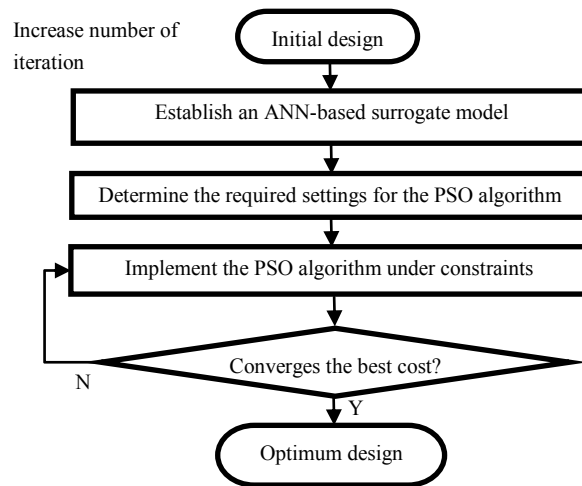 Increase number of
iteration
Initial design
Establish an ANN-based surrogate model
Determine the required settings for the PSO algorithm
Implement the PSO algorithm under constraints
Converges the best cost?
N
Y
Optimum design